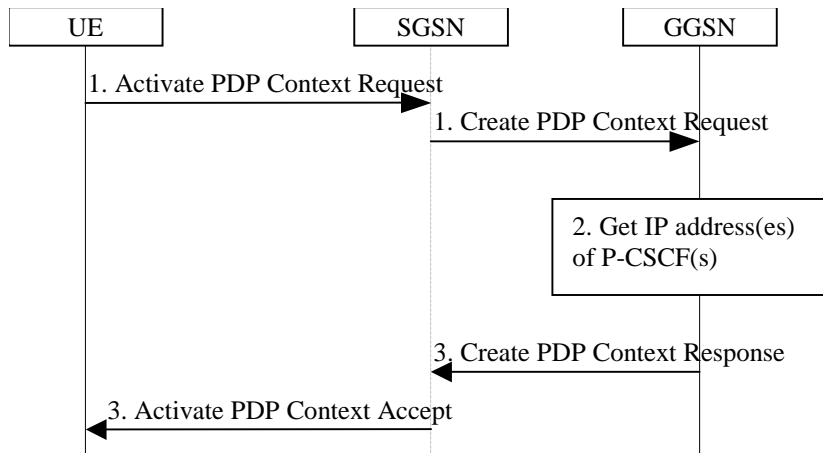 UE
SGSN
GGSN
1. Activate PDP Context Request
1. Create PDP Context Request
2. Get IP address(es)
of P-CSCF(s)
3. Create PDP Context Response
3. Activate PDP Context Accept